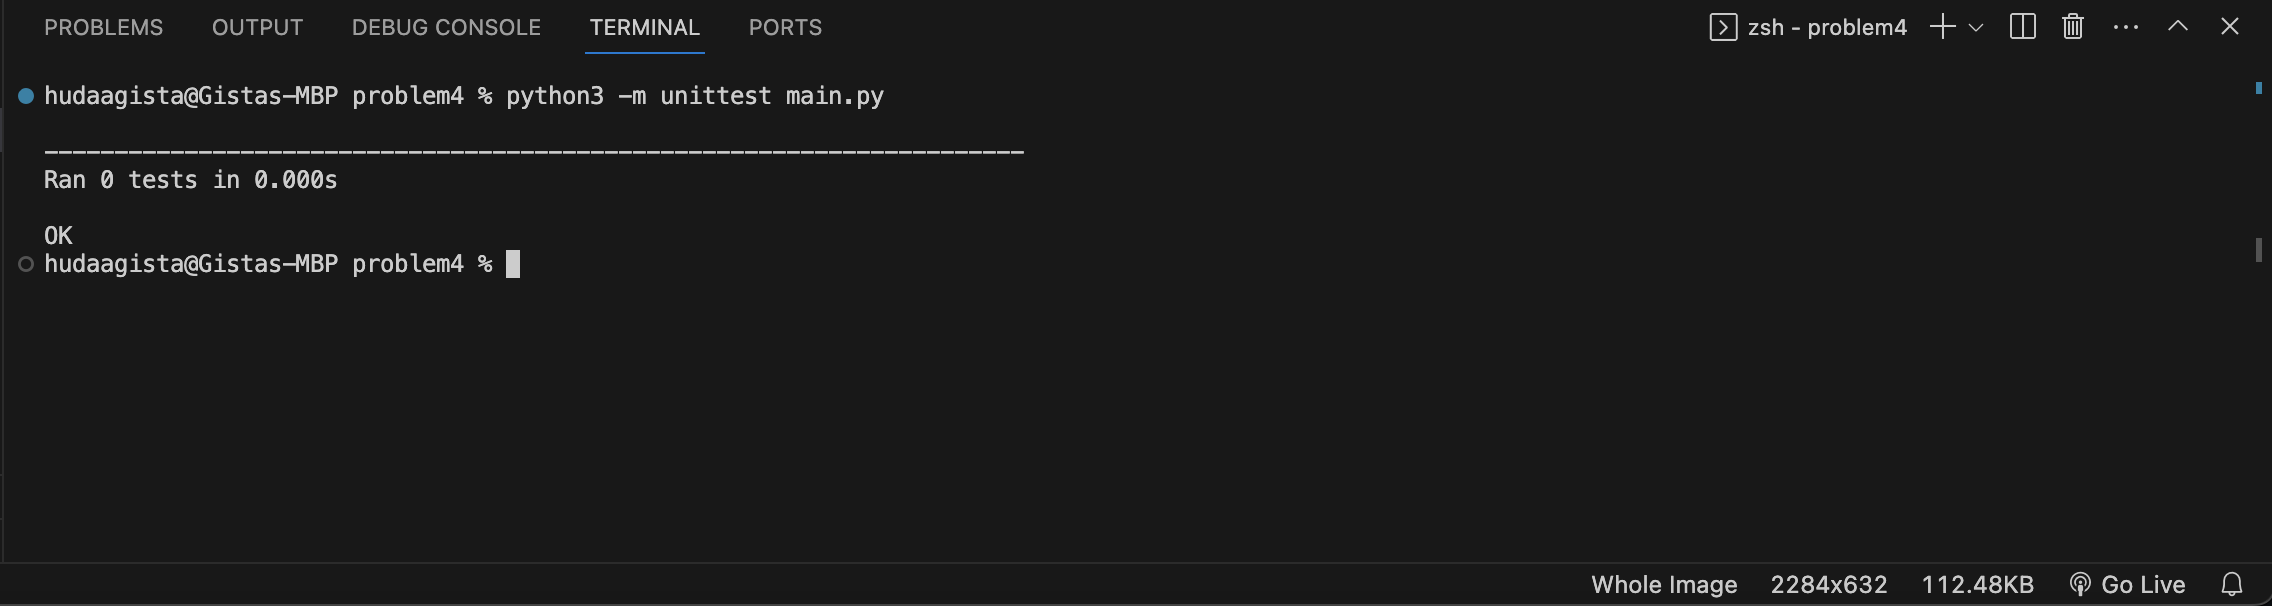 PROBLEMS OUTPUT DEBUG CONSOLE TERMINAL PORTS zsh - problem4
hudaagista@Gistas-MBP problem4 % python3 -m unittest main.py
----------------------------------------------------------------------
Ran 0 tests in 0.000s
OK
hudaagista@Gistas-MBP problem4 %
Whole Image 2284x632 112.48KB Go Live